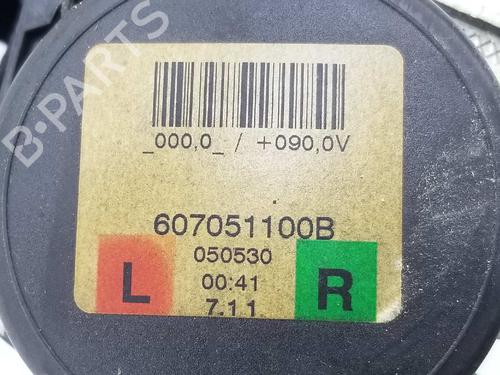 B-PARTS
_000,0_ / +090,0V
607051100B
050530
L 00:41 R
7.1 1